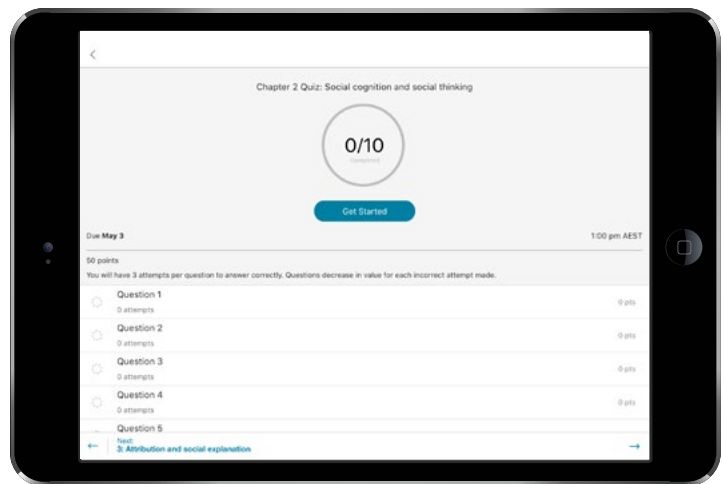 Chapter 2 Quiz: Social cognition and social thinking
0/10
Completed
Get Started
Due May 3 1:00 pm AEST
50 points
You will have 3 attempts per question to answer correctly. Questions decrease in value for each incorrect attempt made.
Question 1
0 attempts 0 pts
Question 2
0 attempts 0 pts
Question 3
0 attempts 0 pts
Question 4
0 attempts 0 pts
Question 5
Next:
3: Attribution and social explanation